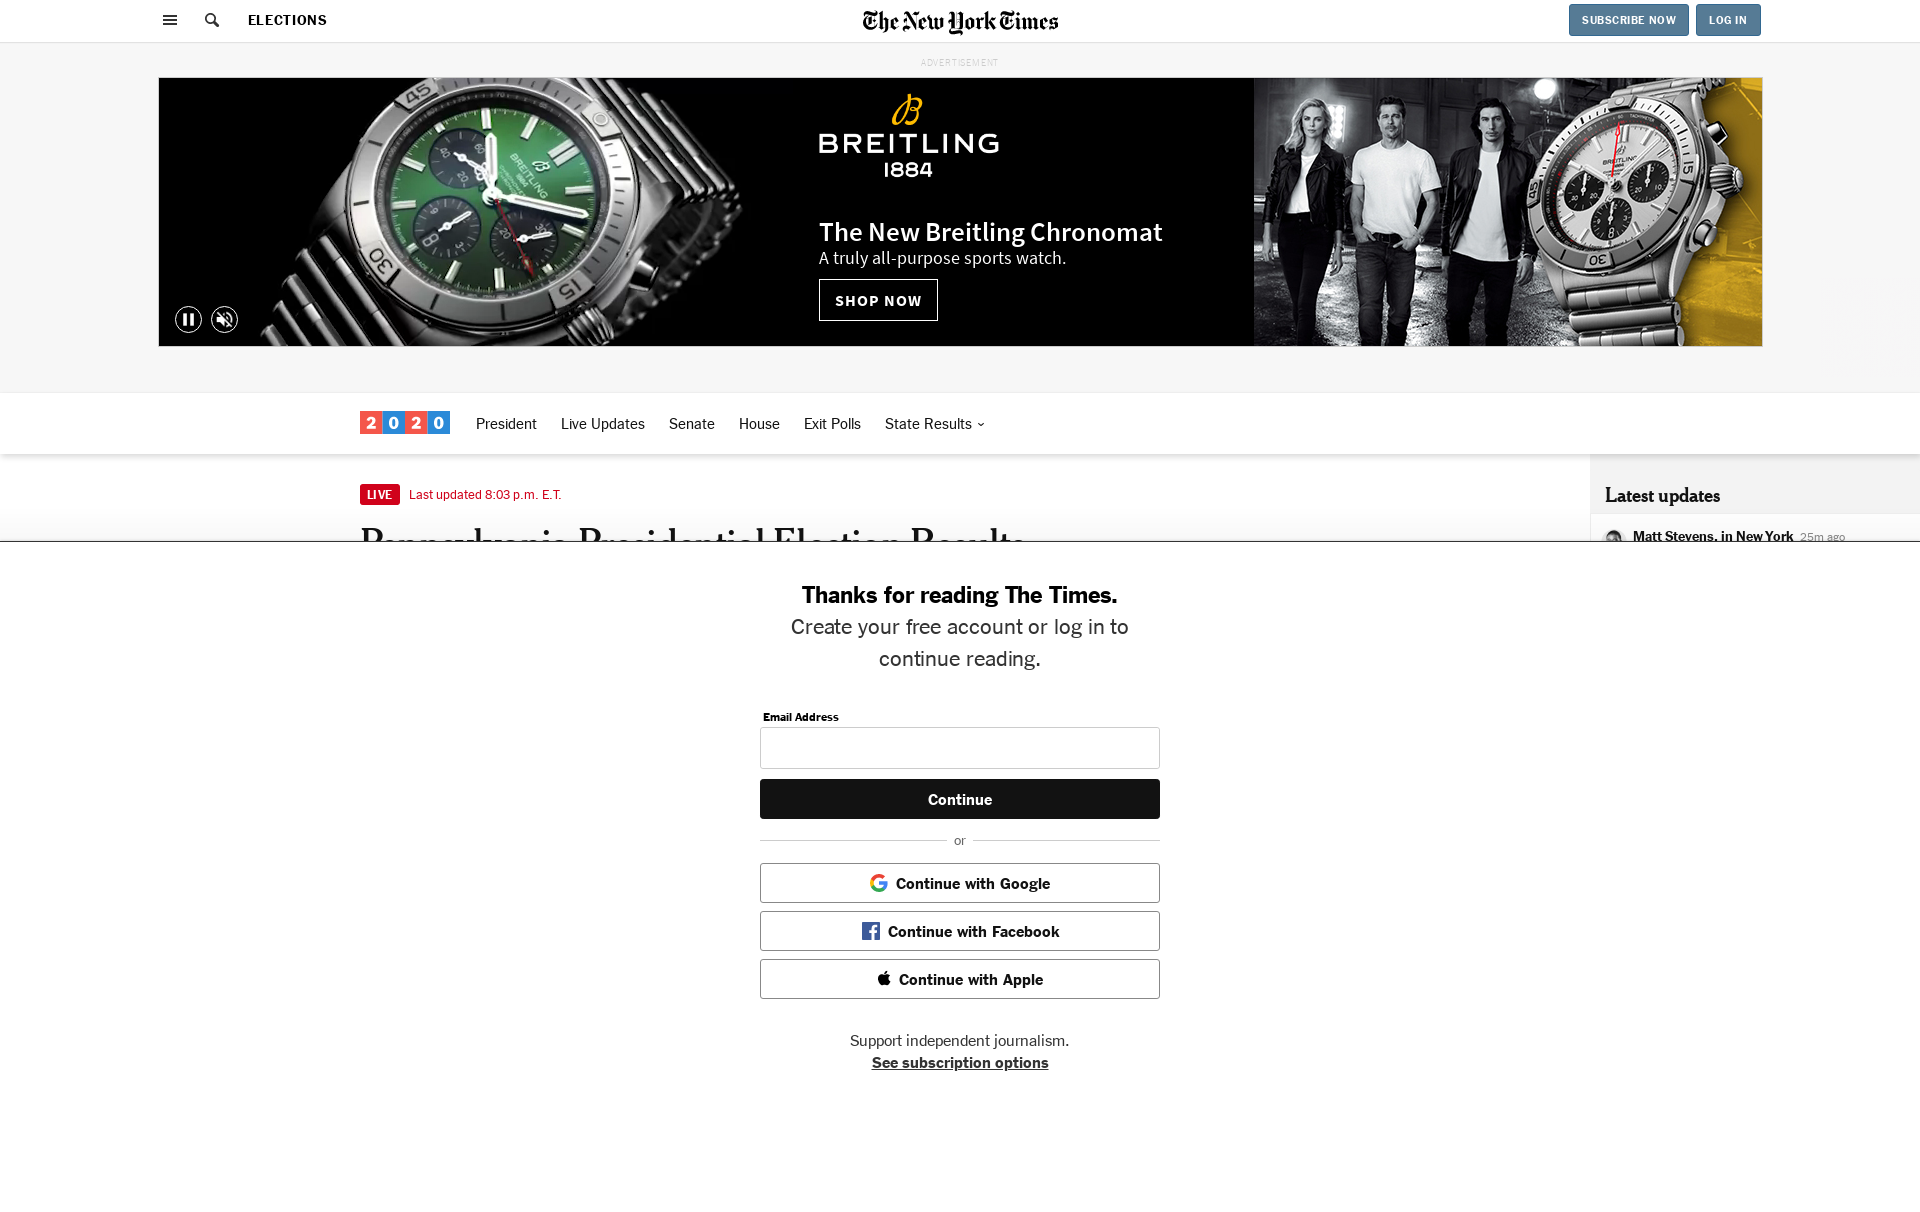 ELECTIONS
The New York Times
SUBSCRIBE NOW
LOG IN
ADVERTISEMENT
BREITLING
1884
The New Breitling Chronomat
A truly all-purpose sports watch.
SHOP NOW
2020
President
Live Updates
Senate
House
Exit Polls
State Results
LIVE
Last updated 8:03 p.m. E.T.
Pennsylvania Presidential Election Results
Latest updates
Matt Stevens, in New York 25m ago
Thanks for reading The Times.
Create your free account or log in to
continue reading.
Email Address
Continue
or
Continue with Google
Continue with Facebook
Continue with Apple
Support independent journalism.
See subscription options